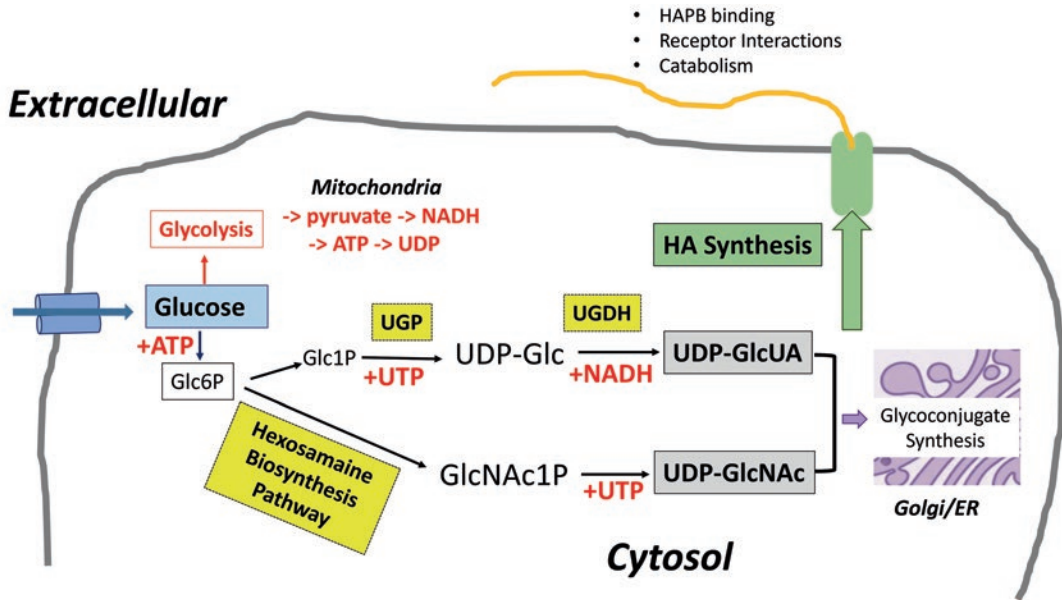 • HAPB binding
• Receptor Interactions
• Catabolism
Extracellular
Mitochondria
-> pyruvate -> NADH
-> ATP -> UDP
Glycolysis
HA Synthesis
Glucose
+ATP
Glc6P
UGP
UGDH
Glc1P
+UTP
UDP-Glc
+NADH
UDP-GlcUA
Hexosamaine
Biosynthesis
Pathway
GlcNAc1P
+UTP
UDP-GlcNAc
Glycoconjugate
Synthesis
Golgi/ER
Cytosol